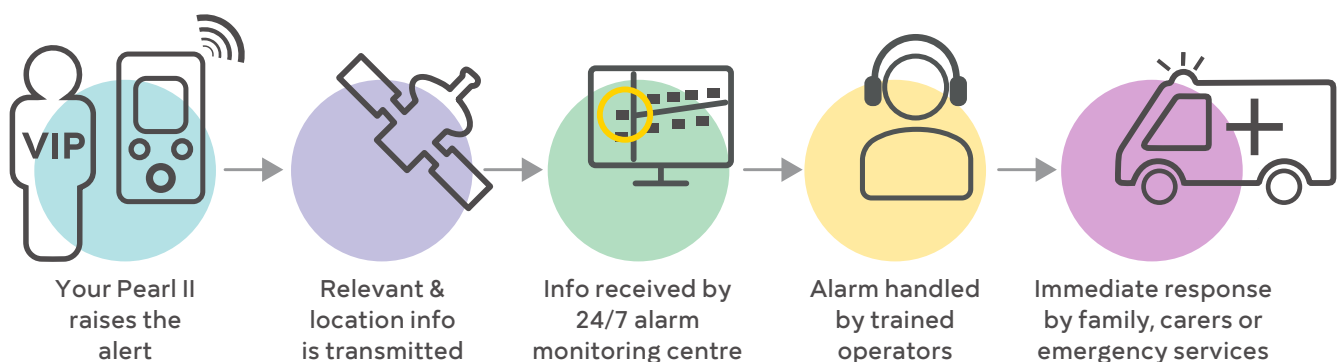 VIP
Your Pearl II
raises the
alert
Relevant &
location info
is transmitted
Info received by
24/7 alarm
monitoring centre
Alarm handled
by trained
operators
Immediate response
by family, carers or
emergency services